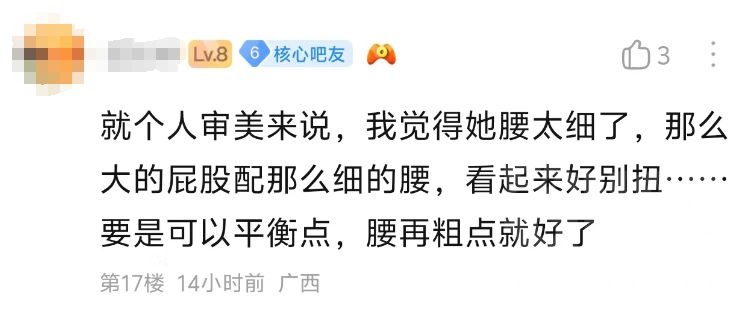 Lv.8 6 核心吧友
3
就个人审美来说，我觉得她腰太细了，那么
大的屁股配那么细的腰，看起来好别扭……
要是可以平衡点，腰再粗点就好了
第17楼 14小时前 广西